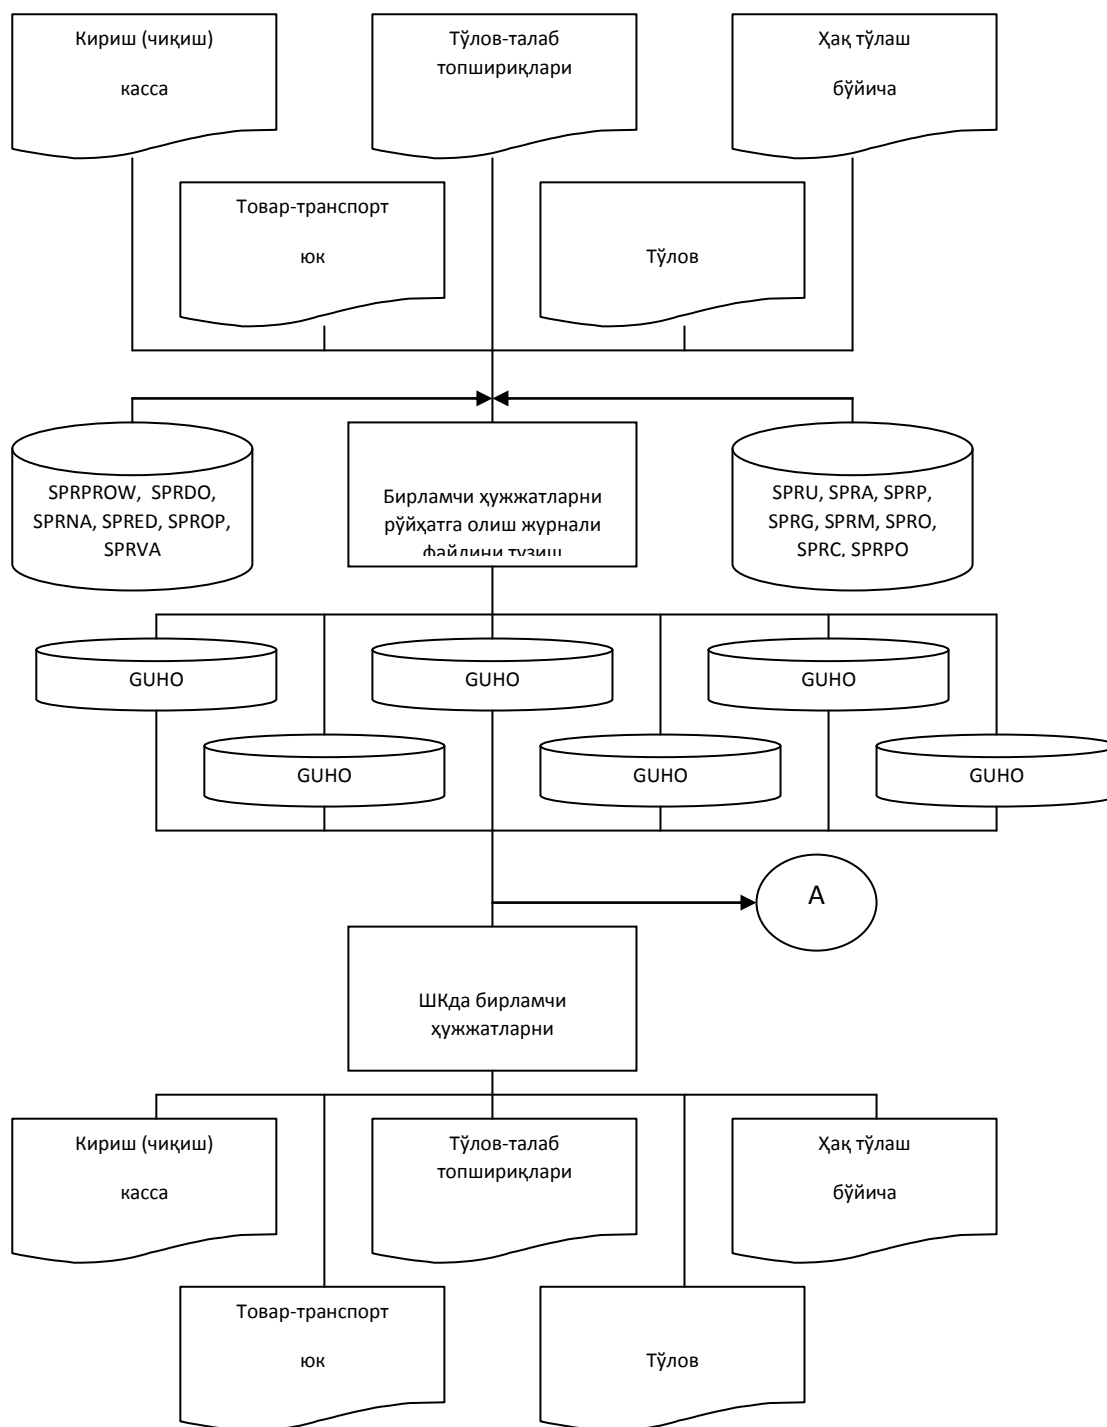 Кириш (чиқиш)
касса
Тўлов-талаб
топшириқлари
Ҳақ тўлаш
бўйича
Товар-транспорт
юк
Тўлов
SPRPROW, SPRDO,
SPRNA, SPRED, SPROP,
SPRVA
Бирламчи ҳужжатларни
рўйҳатга олиш журнали
файлини тузиш
SPRU, SPRA, SPRP,
SPRG, SPRM, SPRO,
SPRC, SPRPO
GUHO
GUHO
GUHO
GUHO
GUHO
GUHO
А
ШКда бирламчи
ҳужжатларни
Кириш (чиқиш)
касса
Тўлов-талаб
топшириқлари
Ҳақ тўлаш
бўйича
Товар-транспорт
юк
Тўлов